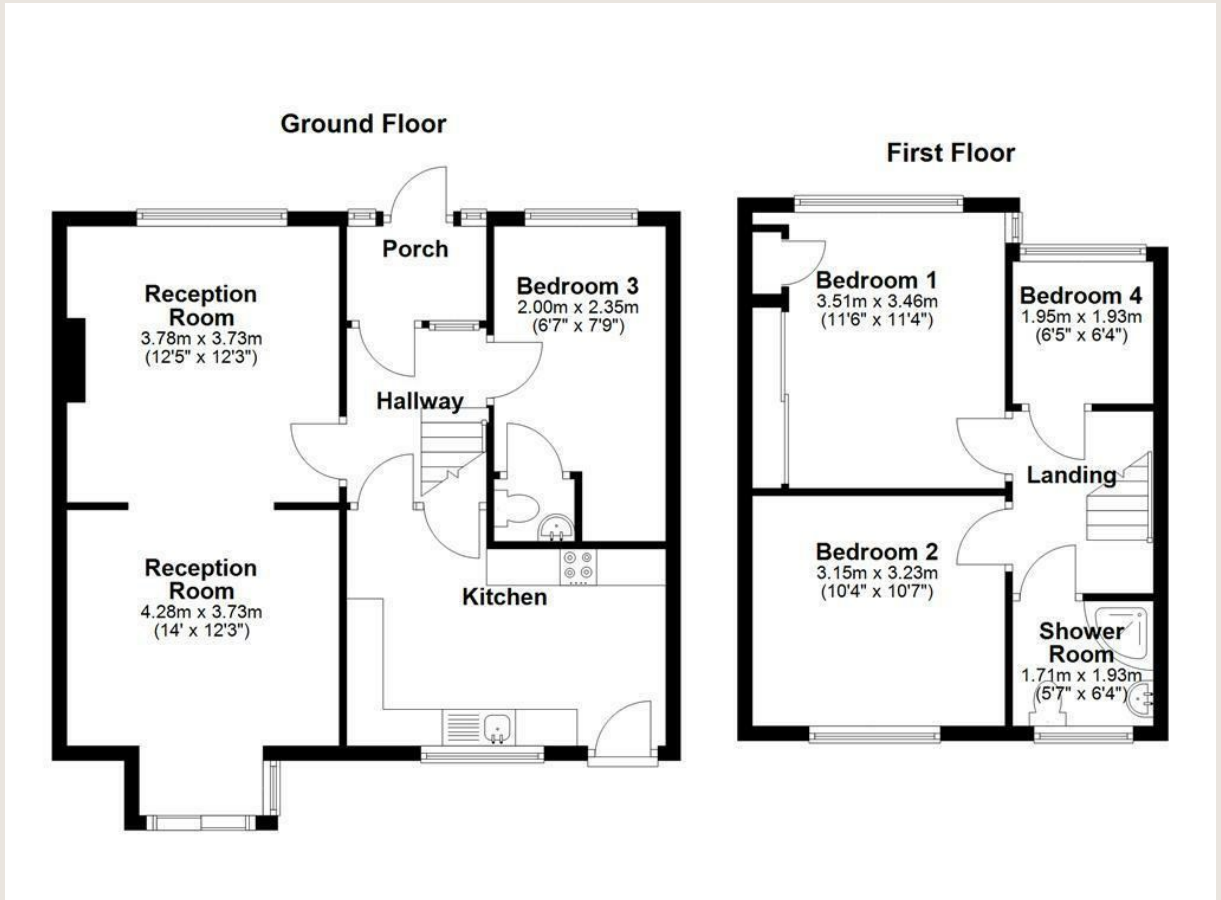 Ground Floor
Porch
Reception
Room
3.78m x 3.73m
(12'5" x 12'3")
Bedroom 3
2.00m x 2.35m
(6'7" x 7'9")
Hallway
Reception
Room
4.28m x 3.73m
(14' x 12'3")
Kitchen
First Floor
Bedroom 1
3.51m x 3.46m
(11'6" x 11'4")
Bedroom 4
1.95m x 1.93m
(6'5" x 6'4")
Landing
Bedroom 2
3.15m x 3.23m
(10'4" x 10'7")
Shower
Room
1.71m x 1.93m
(5'7" x 6'4")